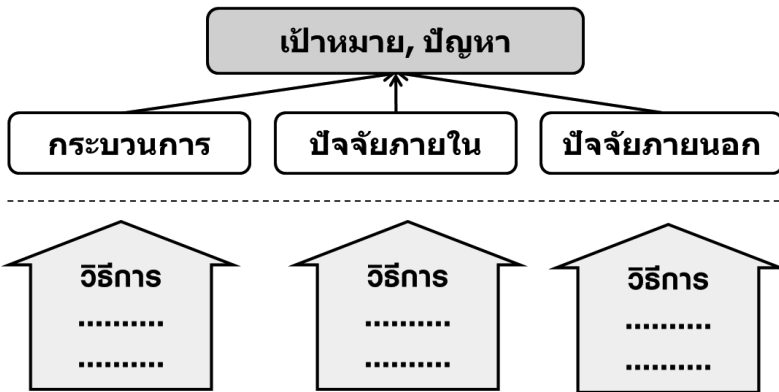 เป้าหมาย, ปัญหา
กระบวนการ
ปัจจัยภายใน
ปัจจัยภายนอก
วิธีการ
..........
..........
วิธีการ
..........
..........
วิธีการ
..........
..........